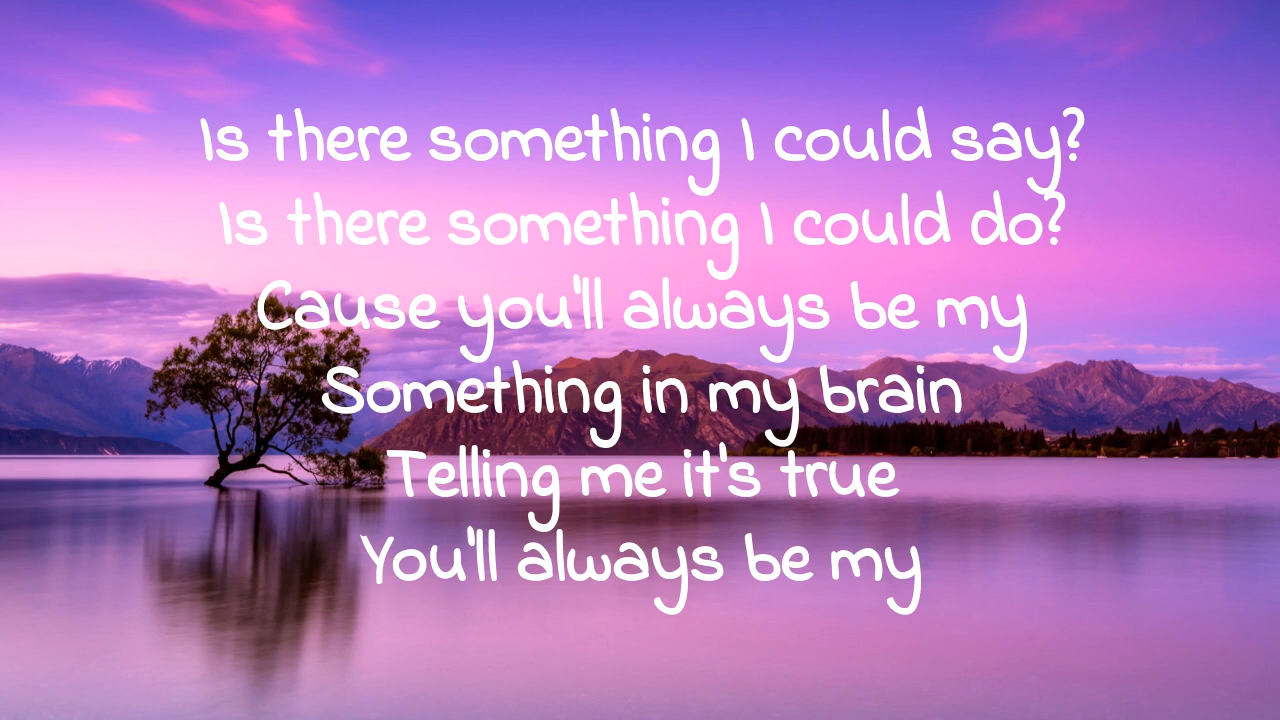 Is there something I could say?
Is there something I could do?
Cause you'll always be my
Something in my brain
Telling me it's true
You'll always be my